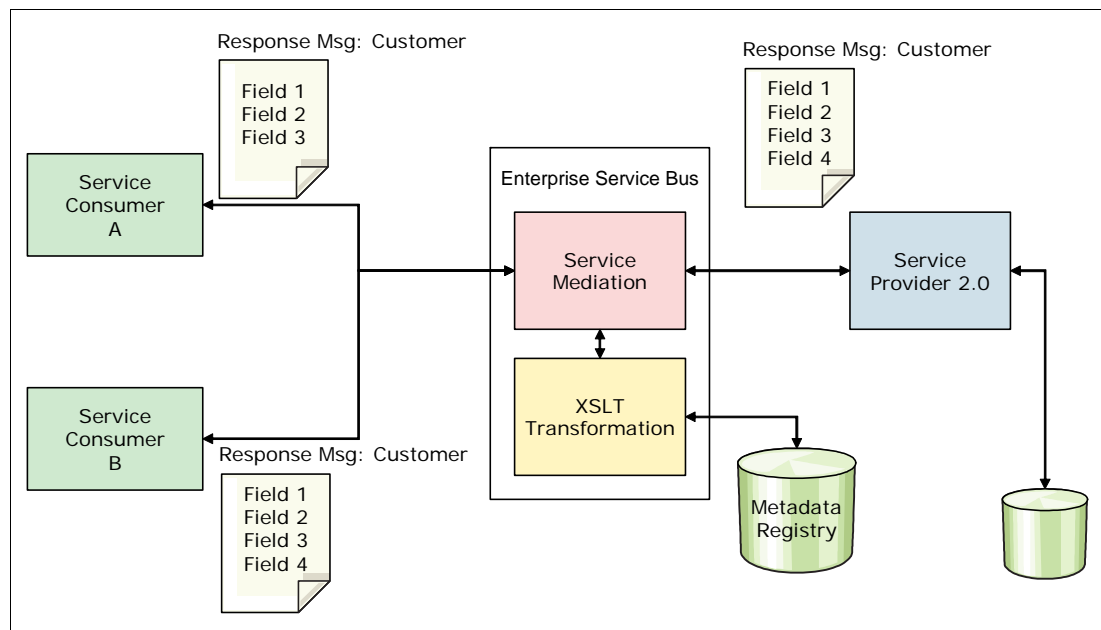 Response Msg: Customer
Field 1
Field 2
Field 3
Response Msg: Customer
Field 1
Field 2
Field 3
Field 4
Service
Consumer
A
Enterprise Service Bus
Service
Mediation
Service
Provider 2.0
XSLT
Transformation
Service
Consumer
B
Response Msg: Customer
Field 1
Field 2
Field 3
Field 4
Metadata
Registry